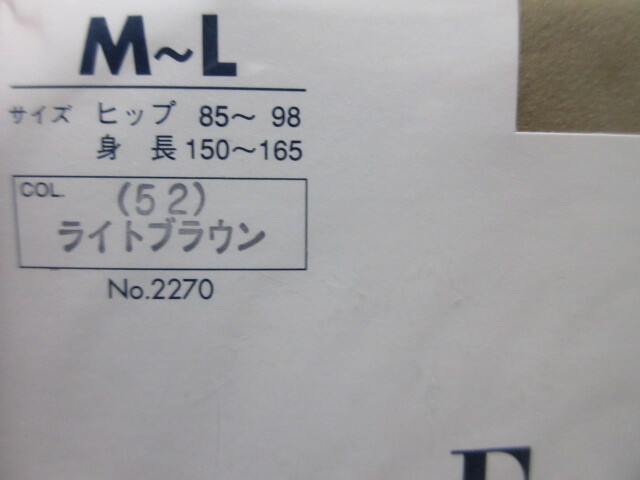 M~L
サイズ ヒップ 85~ 98
身 長 150~165
COL.
(52)
ライトブラウン
No.2270